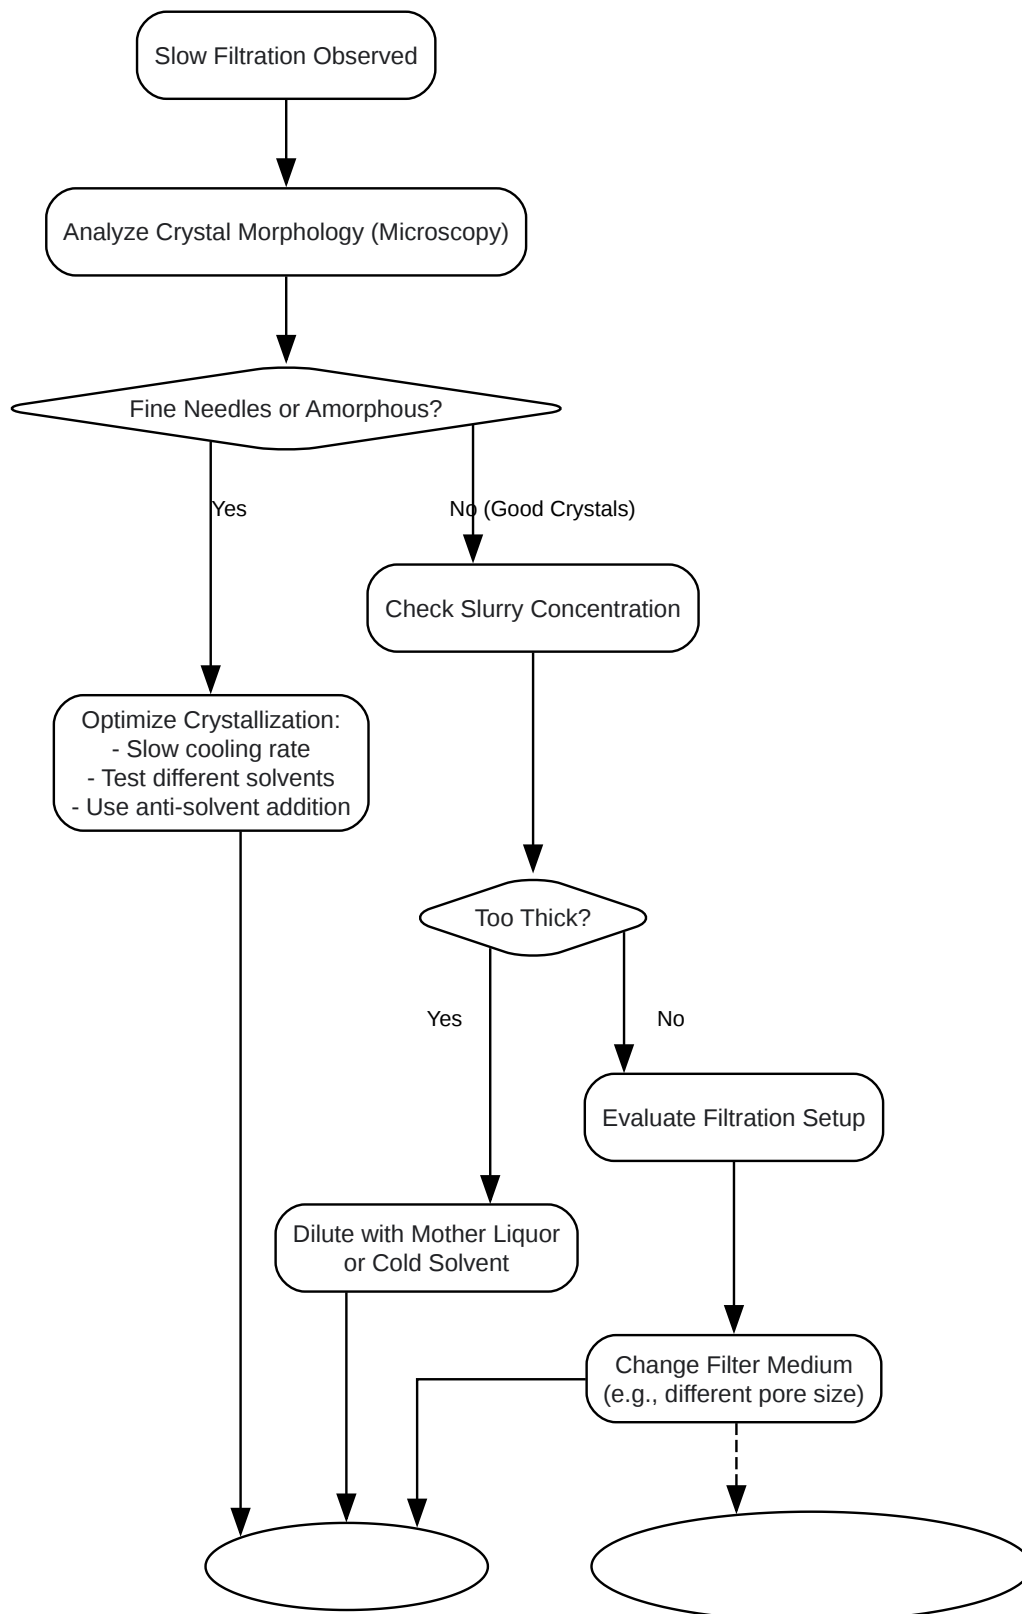 Slow Filtration Observed
Analyze Crystal Morphology (Microscopy)
Fine Needles or Amorphous?
Yes
No (Good Crystals)
Check Slurry Concentration
Optimize Crystallization:
- Slow cooling rate
- Test different solvents
- Use anti-solvent addition
Too Thick?
Yes
No
Evaluate Filtration Setup
Dilute with Mother Liquor
or Cold Solvent
Change Filter Medium
(e.g., different pore size)